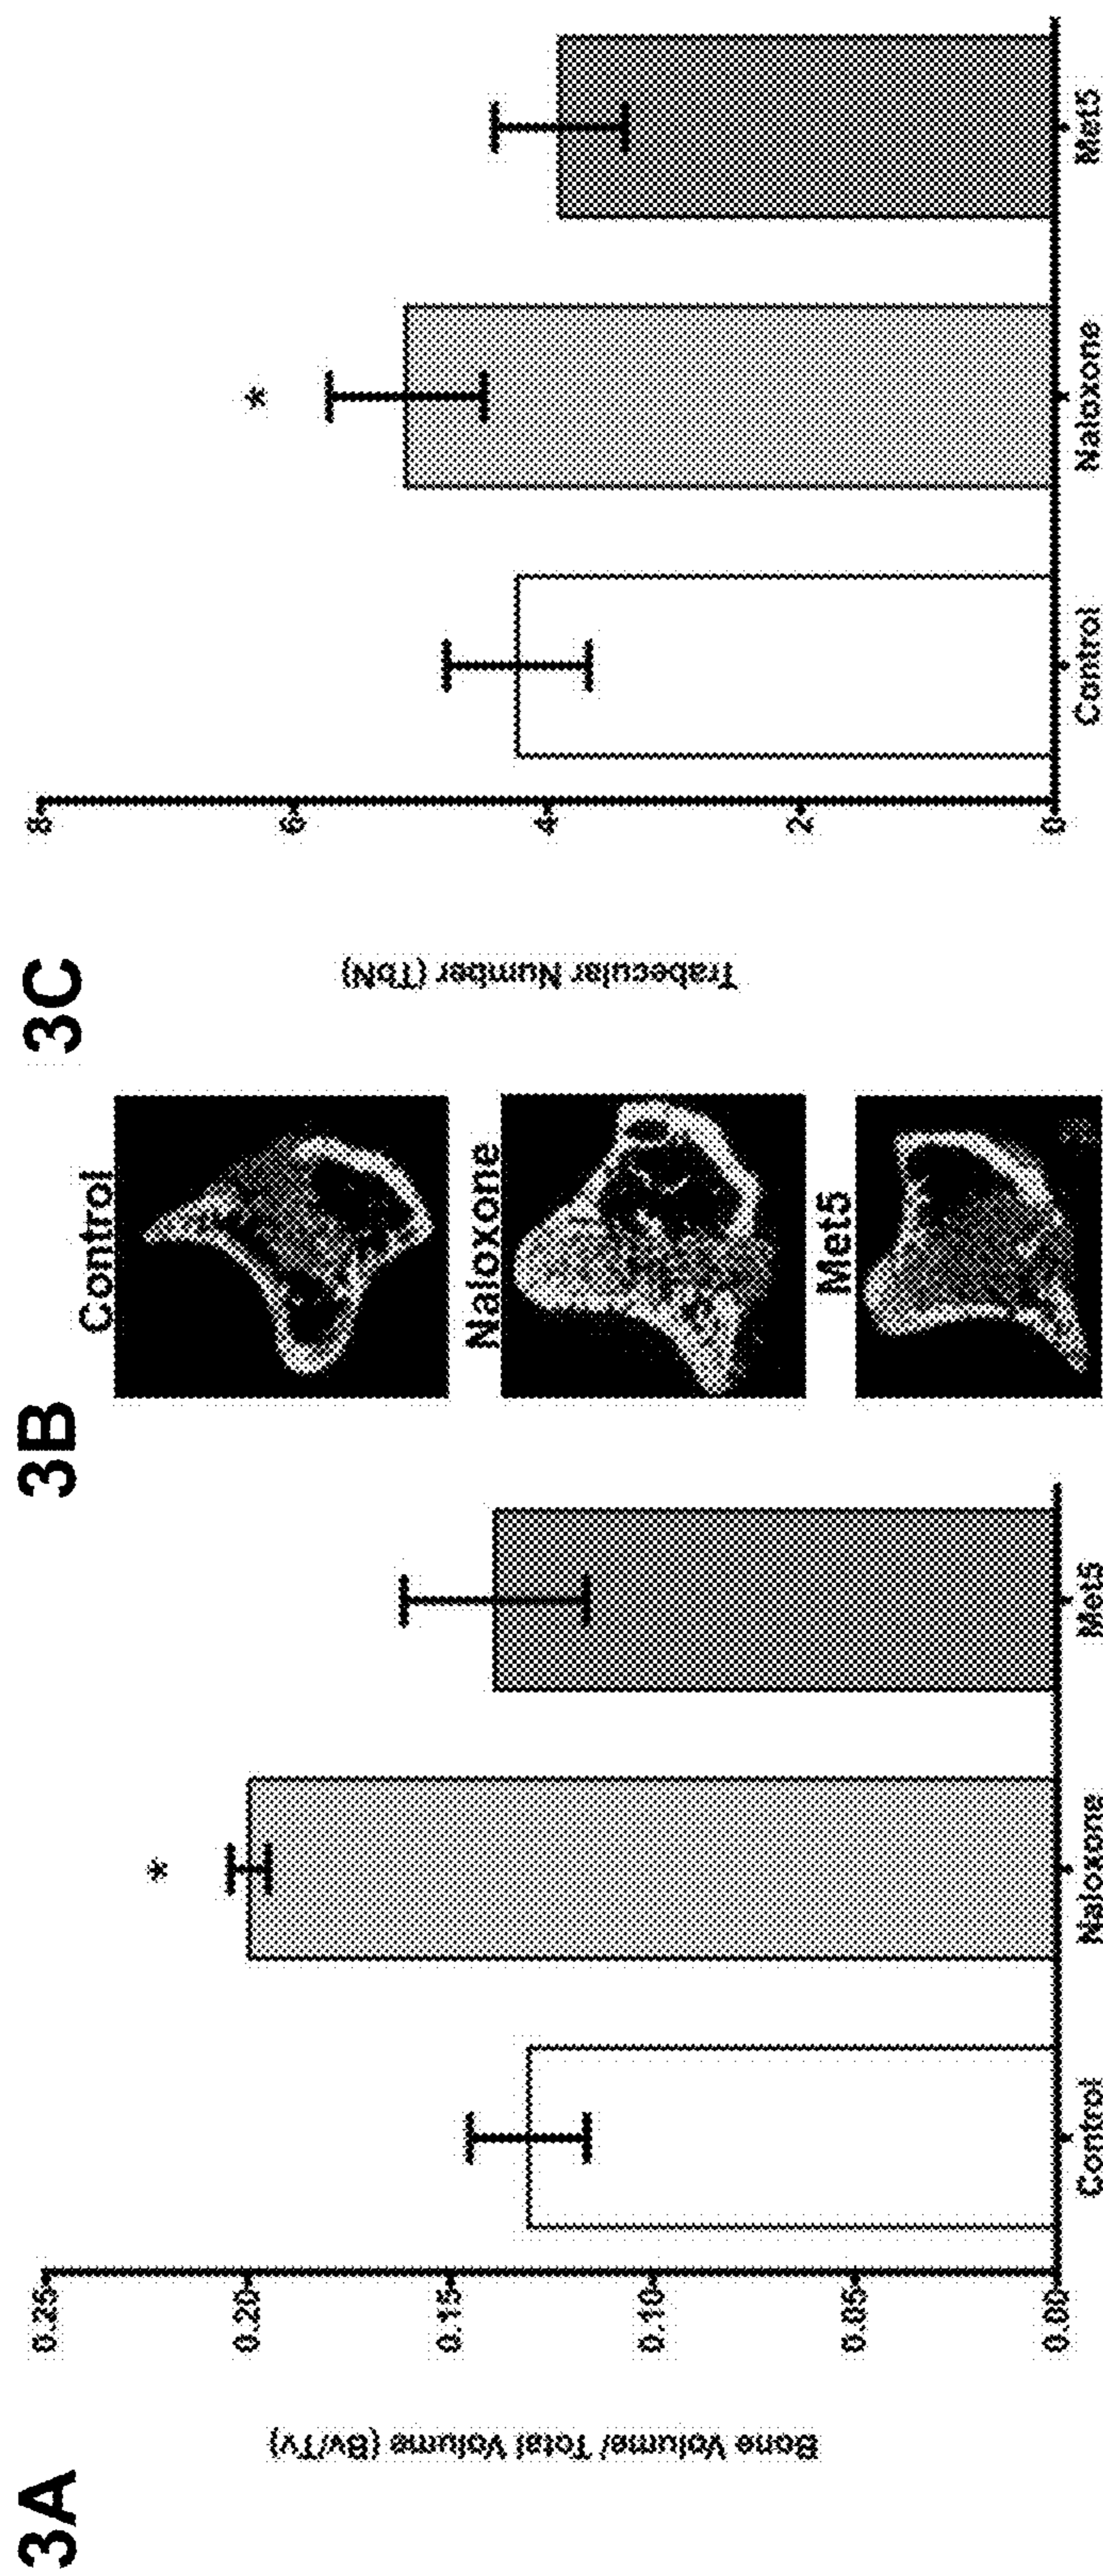 3A
Bone Volume/ Total Volume (Bv/Tv)
0.25
0.20
0.15
0.10
0.05
0.00
*
Control
Naloxone
Met5
3B
Control
Naloxone
Met5
3C
Trabecular Number (TbN)
8
6
4
2
0
*
Control
Naloxone
Met5